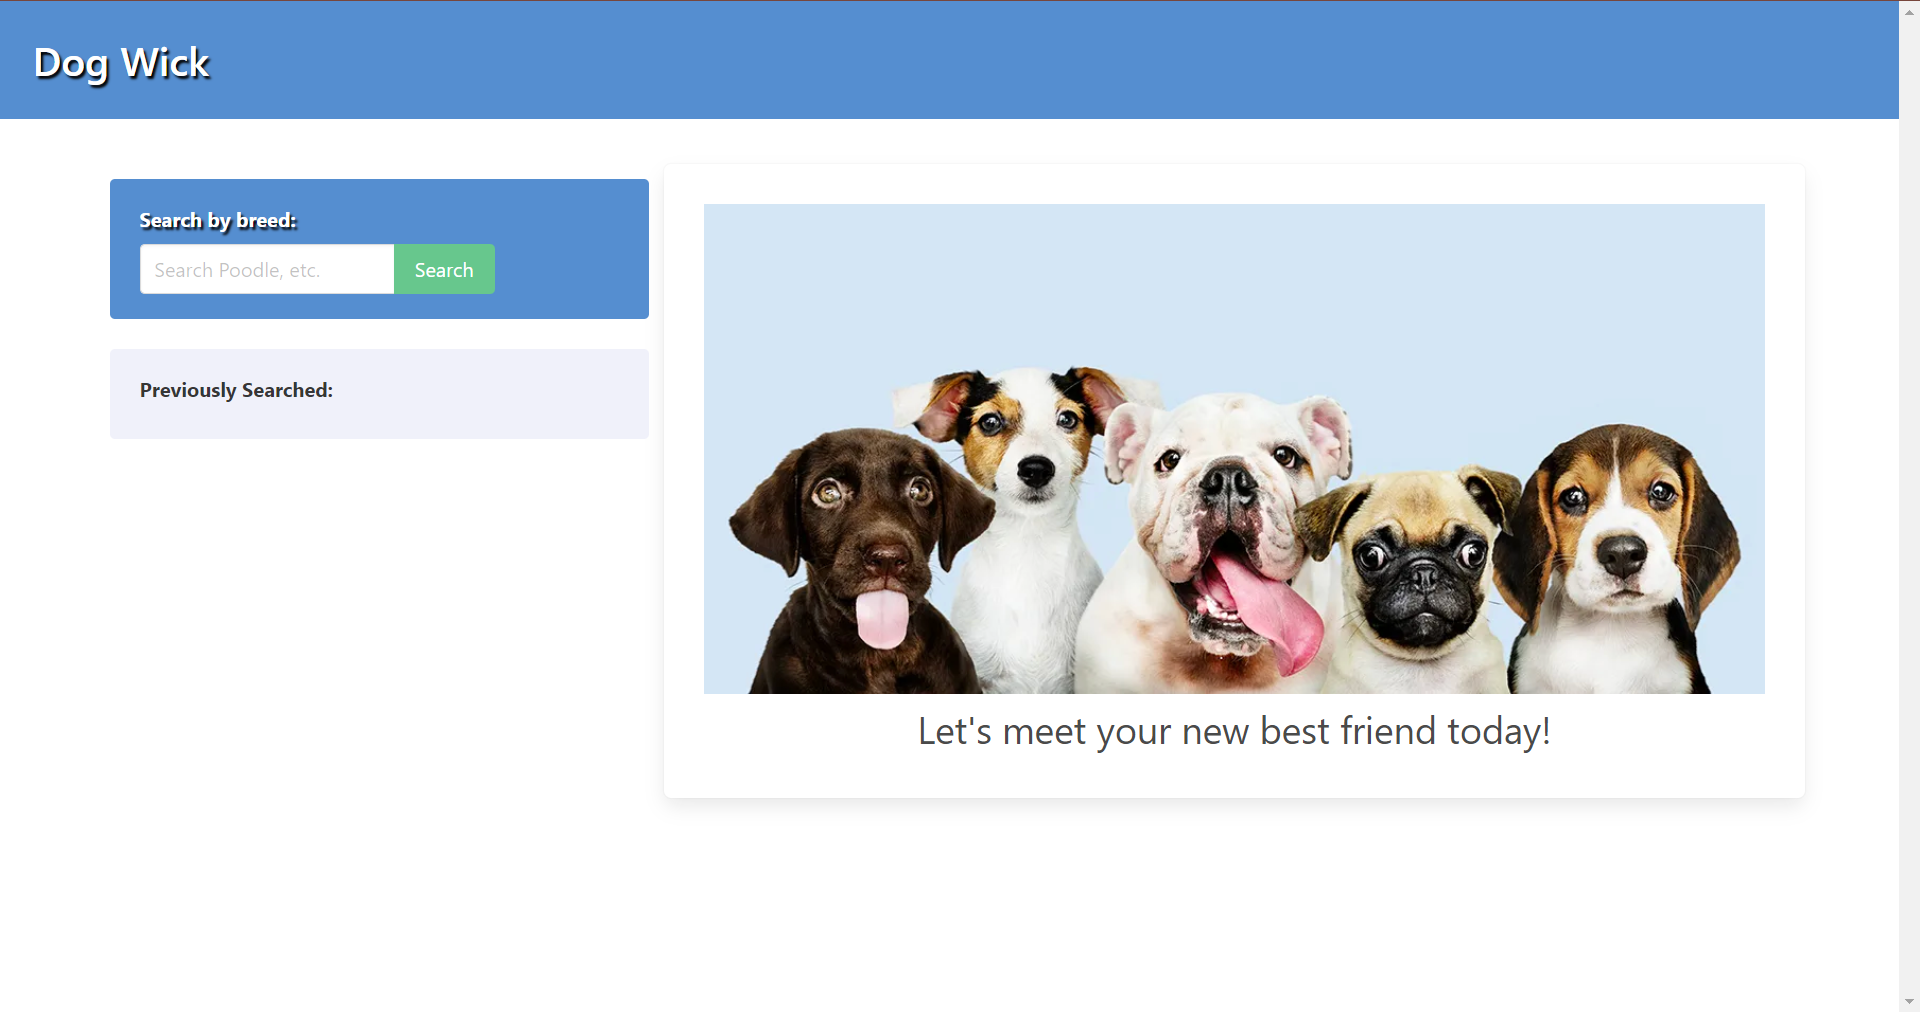 Dog Wick
Search by breed:
Search Poodle, etc.
Search
Previously Searched:
Let's meet your new best friend today!